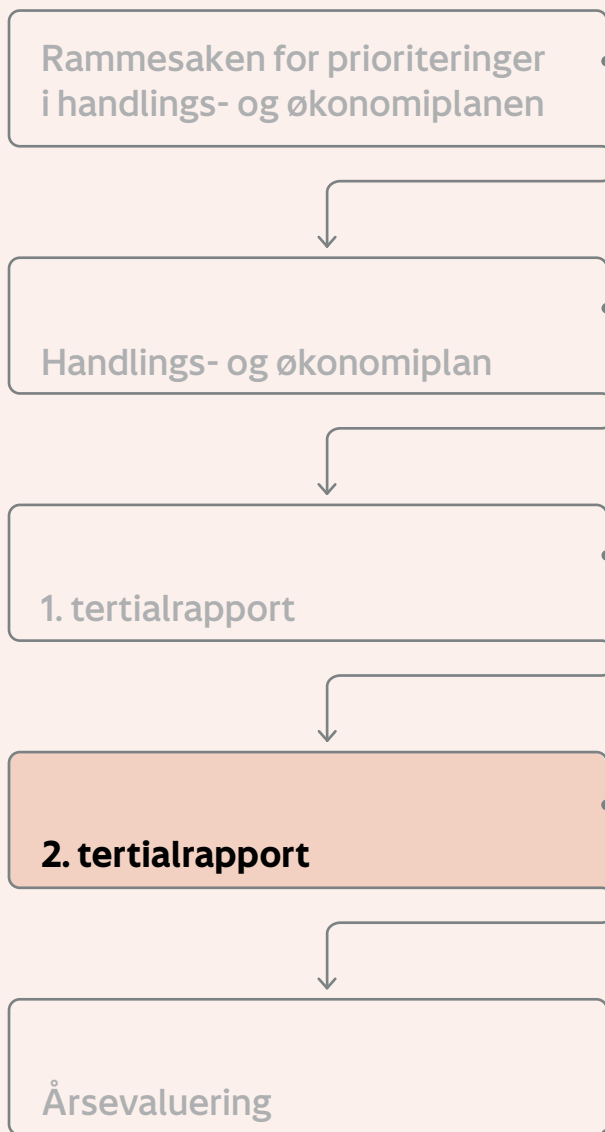 Rammesaken for prioriteringer
i handlings- og økonomiplanen
Handlings- og økonomiplan
1. tertialrapport
2. tertialrapport
Årsevaluering